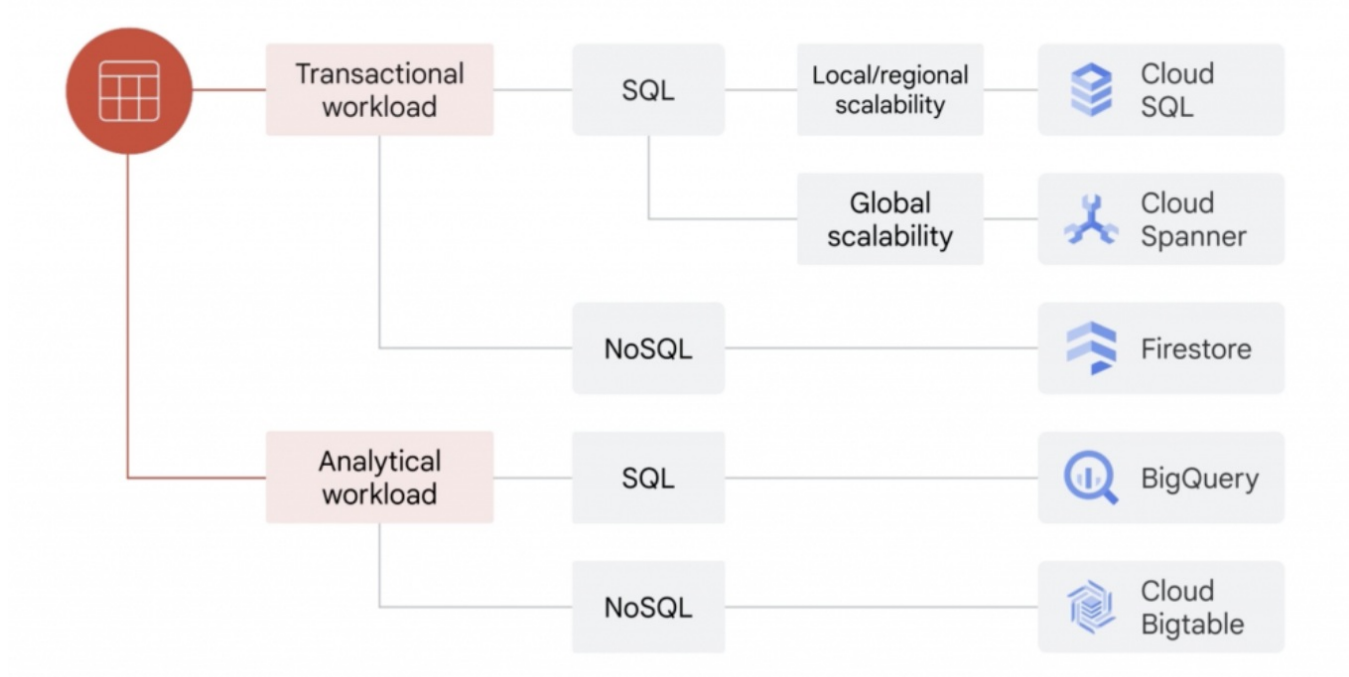 Transactional
workload
SQL
Local/regional
scalability
Cloud
SQL
Global
scalability
Cloud
Spanner
NoSQL
Firestore
Analytical
workload
SQL
BigQuery
NoSQL
Cloud
Bigtable